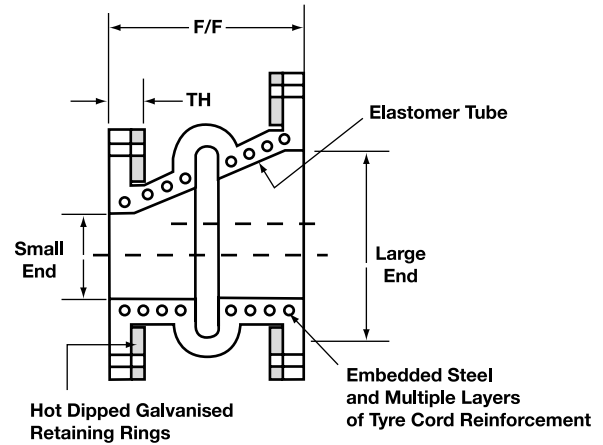 F/F
TH
Elastomer Tube
Small
End
Large
End
Embedded Steel
and Multiple Layers
of Tyre Cord Reinforcement
Hot Dipped Galvanised
Retaining Rings